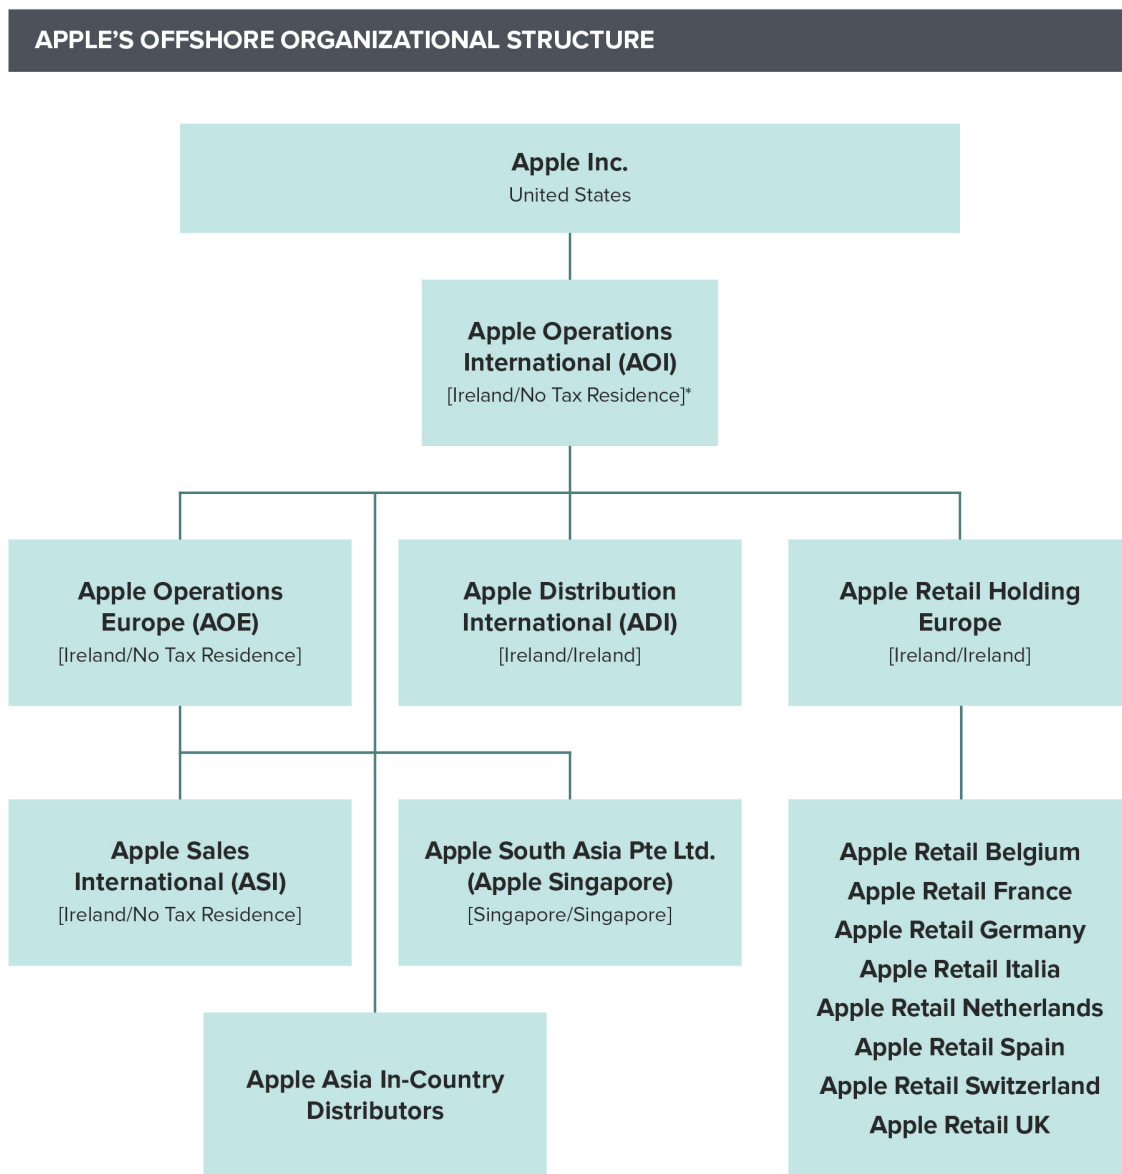 APPLE’S OFFSHORE ORGANIZATIONAL STRUCTURE
Apple Inc.
United States
Apple Operations
International (AOI)
[Ireland/No Tax Residence]*
Apple Operations
Europe (AOE)
[Ireland/No Tax Residence]
Apple Distribution
International (ADI)
[Ireland/Ireland]
Apple Retail Holding
Europe
[Ireland/Ireland]
Apple Sales
International (ASI)
[Ireland/No Tax Residence]
Apple South Asia Pte Ltd.
(Apple Singapore)
[Singapore/Singapore]
Apple Retail Belgium
Apple Retail France
Apple Retail Germany
Apple Retail Italia
Apple Retail Netherlands
Apple Retail Spain
Apple Retail Switzerland
Apple Retail UK
Apple Asia In-Country
Distributors